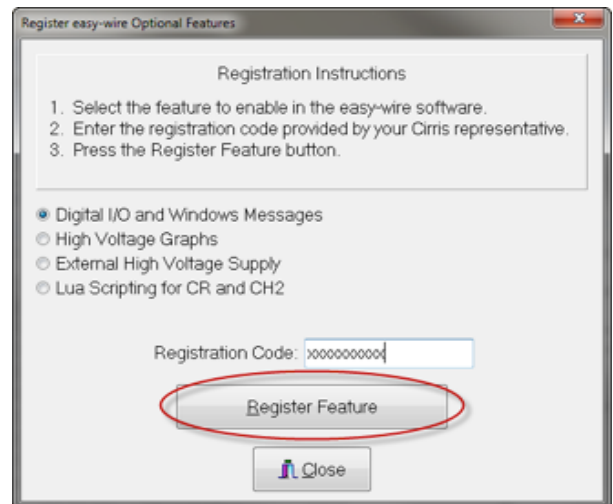 Register easy-wire Optional Features
Registration Instructions
1. Select the feature to enable in the easy-wire software.
2. Enter the registration code provided by your Cirris representative.
3. Press the Register Feature button.
Digital I/O and Windows Messages
High Voltage Graphs
External High Voltage Supply
Lua Scripting for CR and CH2
Registration Code: xxxxxxxxxx
Register Feature
Close